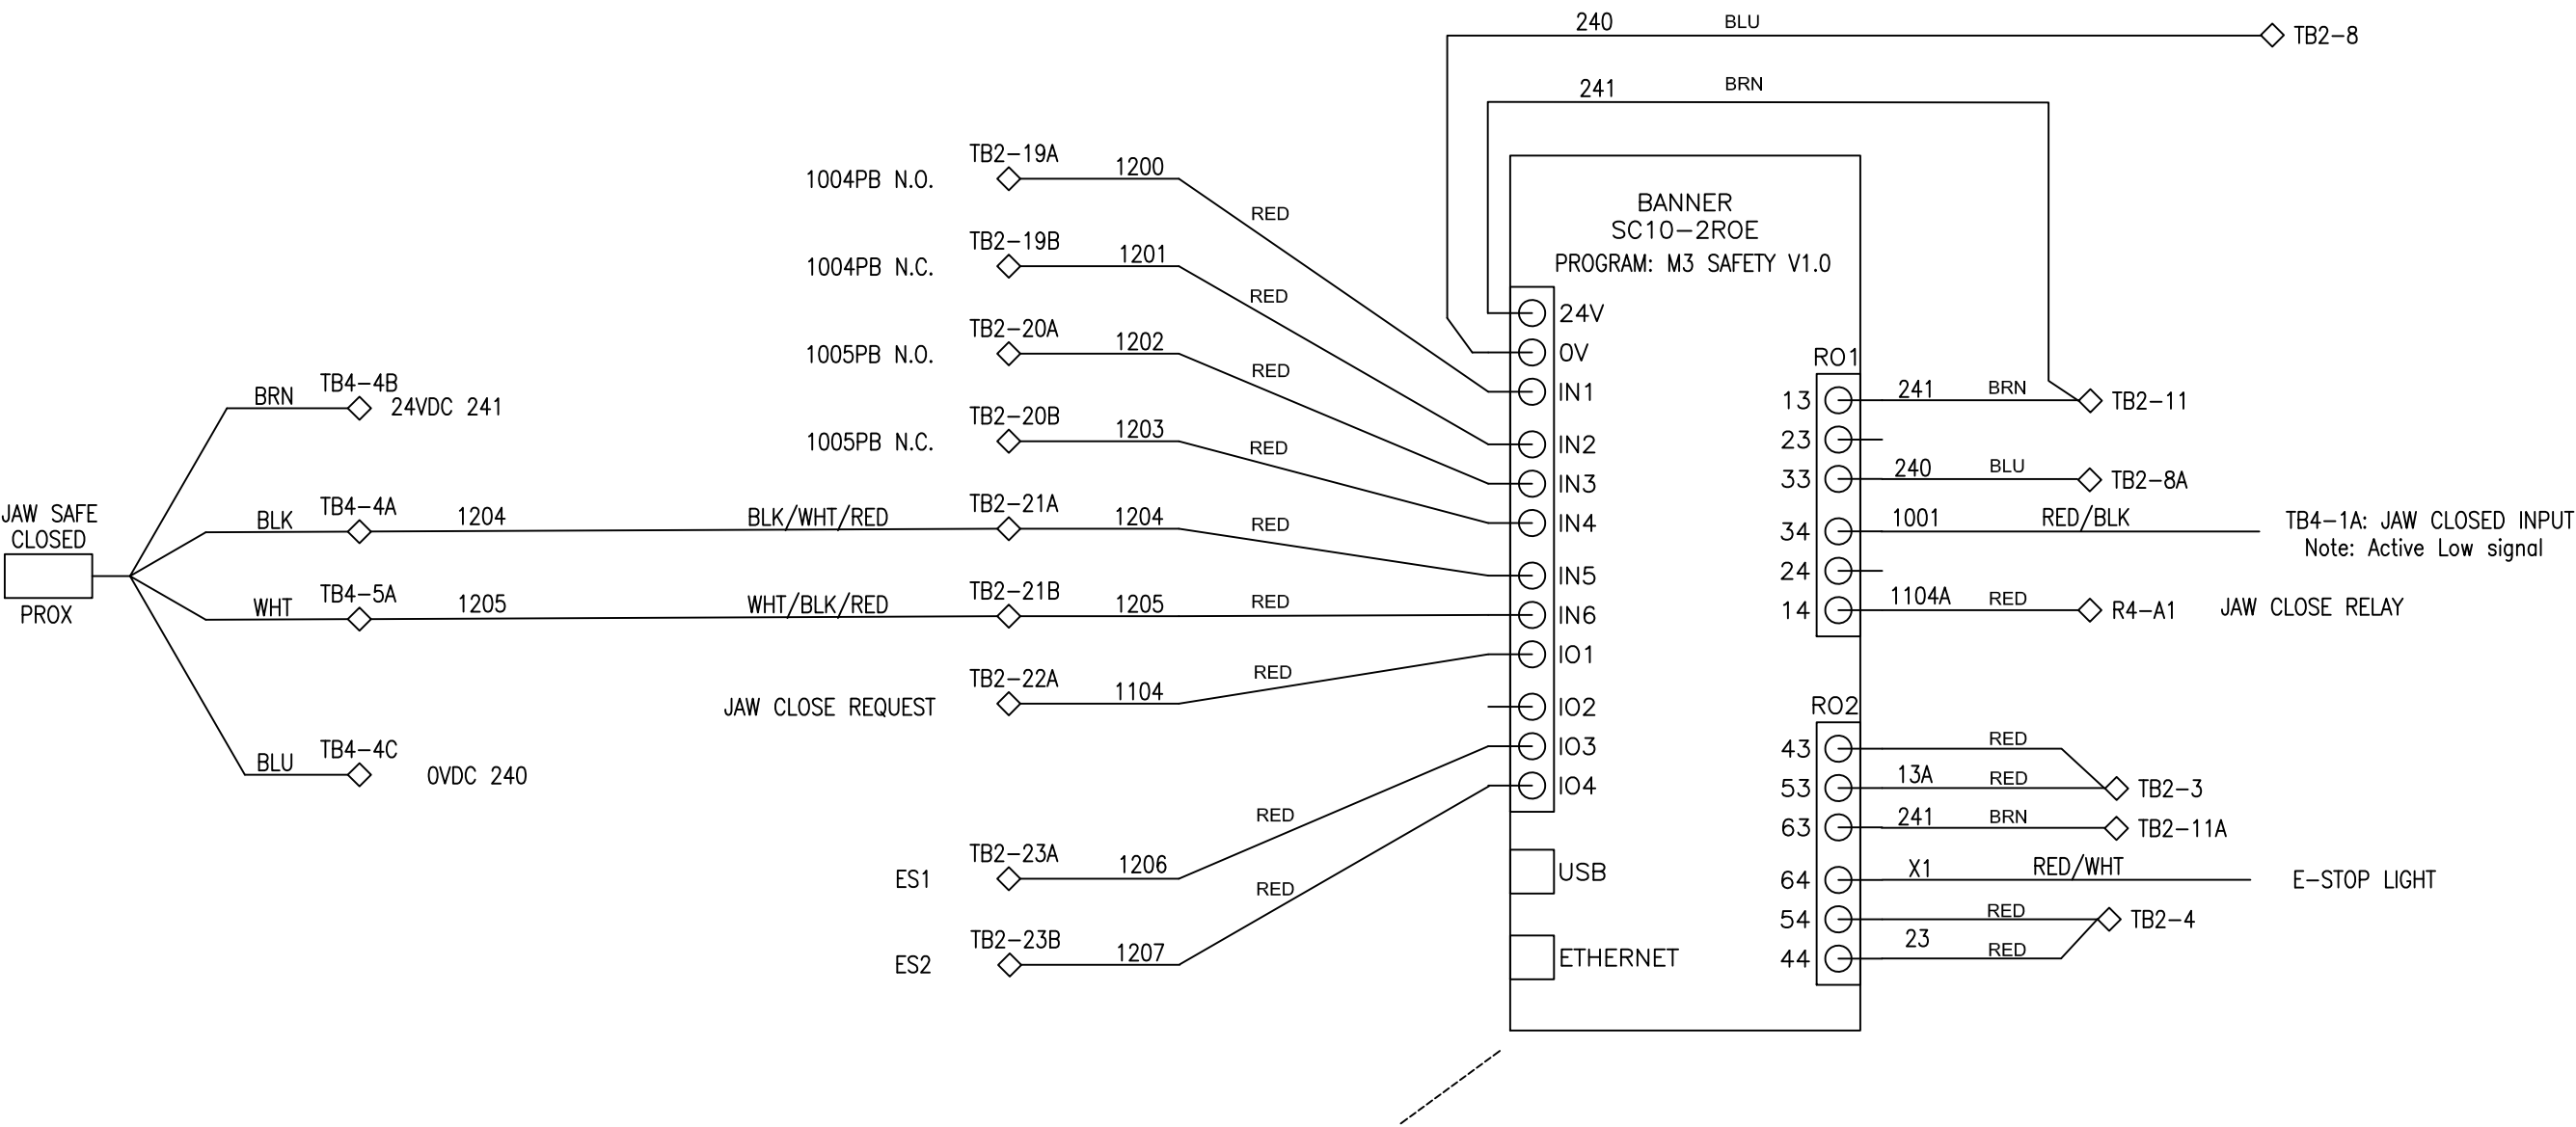 240 BLU TB2-8
241 BRN
TB2-19A
1004PB N.O. 1200 RED
BANNER
SC10-2ROE
PROGRAM: M3 SAFETY V1.0
TB2-19B
1004PB N.C. 1201 RED
24V
TB2-20A
1005PB N.O. 1202 RED
0V
RO1
IN1
TB4-4B
BRN 24VDC 241
13 241 BRN TB2-11
TB2-20B
1005PB N.C. 1203 RED
IN2
23
IN3
33 240 BLU TB2-8A
JAW SAFE
CLOSED
PROX
TB4-4A
BLK 1204 BLK/WHT/RED
TB2-21A
1204 RED
IN4
34 1001 RED/BLK
TB4-1A: JAW CLOSED INPUT
Note: Active Low signal
IN5
24
TB4-5A
WHT 1205 WHT/BLK/RED
TB2-21B
1205 RED
IN6
14 1104A RED R4-A1 JAW CLOSE RELAY
IO1
TB2-22A
JAW CLOSE REQUEST 1104 RED
IO2
RO2
TB4-4C
BLU 0VDC 240
IO3
43 RED
IO4
53 13A RED TB2-3
63 241 BRN TB2-11A
TB2-23A
ES1 1206 RED
USB
64 X1 RED/WHT E-STOP LIGHT
54 RED TB2-4
TB2-23B
ES2 1207 RED
ETHERNET
44 23 RED